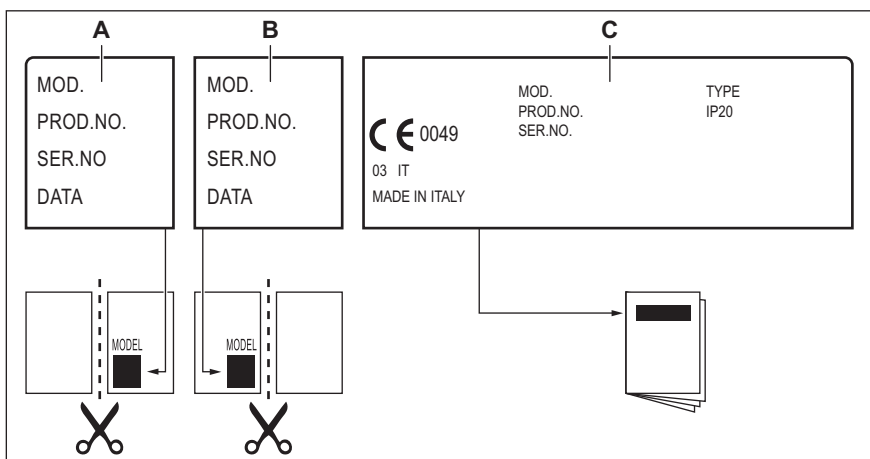 A
B
C
MOD.
PROD.NO.
SER.NO
DATA
MOD.
PROD.NO.
SER.NO
DATA
MOD.
PROD.NO.
SER.NO.
TYPE
IP20
CE 0049
03 IT
MADE IN ITALY
MODEL
MODEL